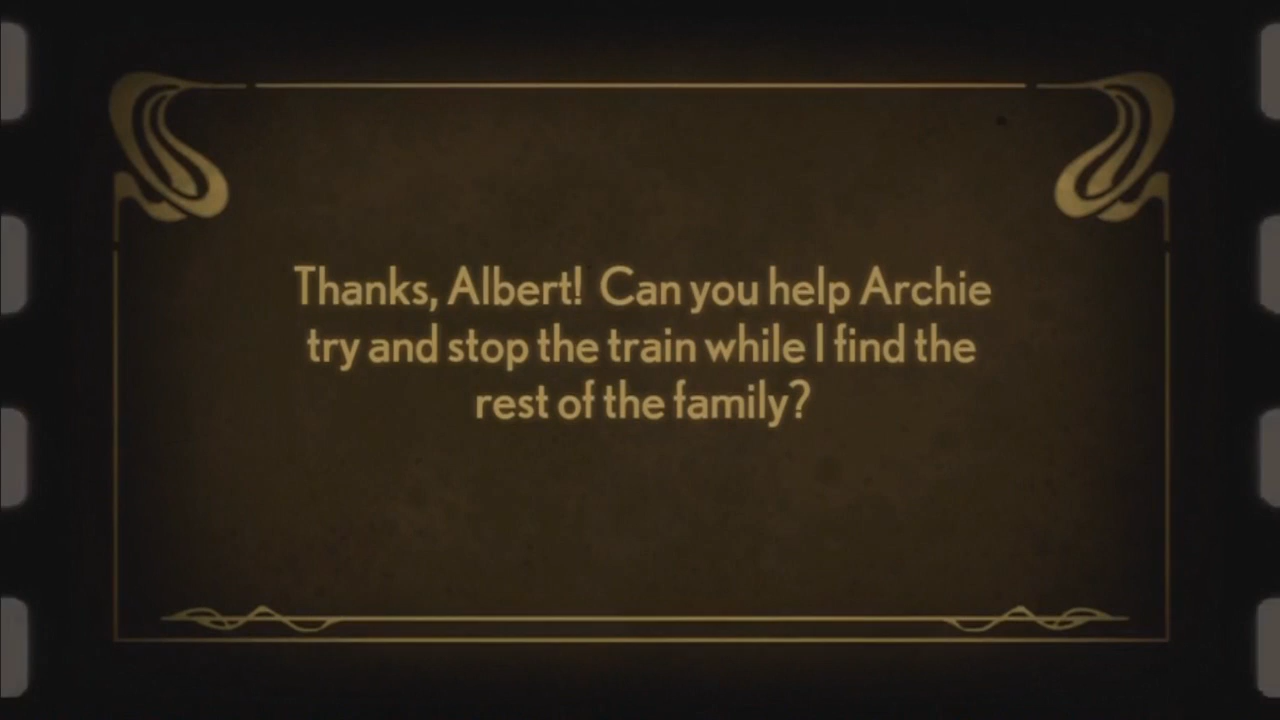 Thanks, Albert!  Can you help Archie
try and stop the train while I find the
rest of the family?